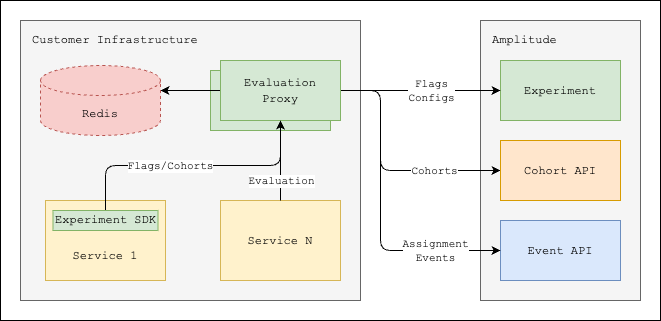 Customer Infrastructure
Amplitude
Redis
Evaluation
Proxy
Flags
Configs
Experiment
Flags/Cohorts
Evaluation
Cohorts
Cohort API
Experiment SDK
Service 1
Service N
Assignment
Events
Event API